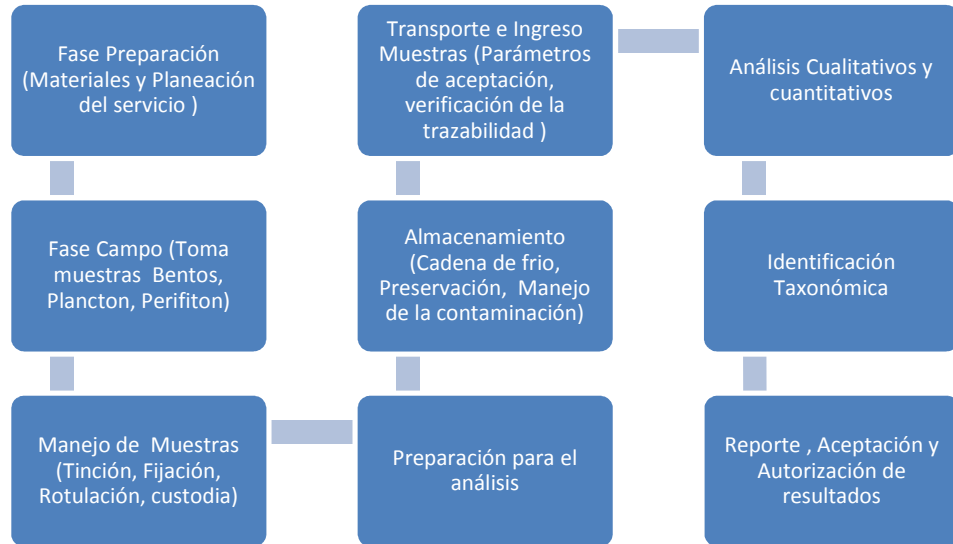 Fase Preparación
(Materiales y Planeación
del servicio )
Fase Campo (Toma
muestras Bentos,
Plancton, Perifiton)
Manejo de Muestras
(Tinción, Fijación,
Rotulación, custodia)
Preparación para el
análisis
Almacenamiento
(Cadena de frio,
Preservación, Manejo
de la contaminación)
Transporte e Ingreso
Muestras (Parámetros
de aceptación,
verificación de la
trazabilidad )
Análisis Cualitativos y
cuantitativos
Identificación
Taxonómica
Reporte , Aceptación y
Autorización de
resultados